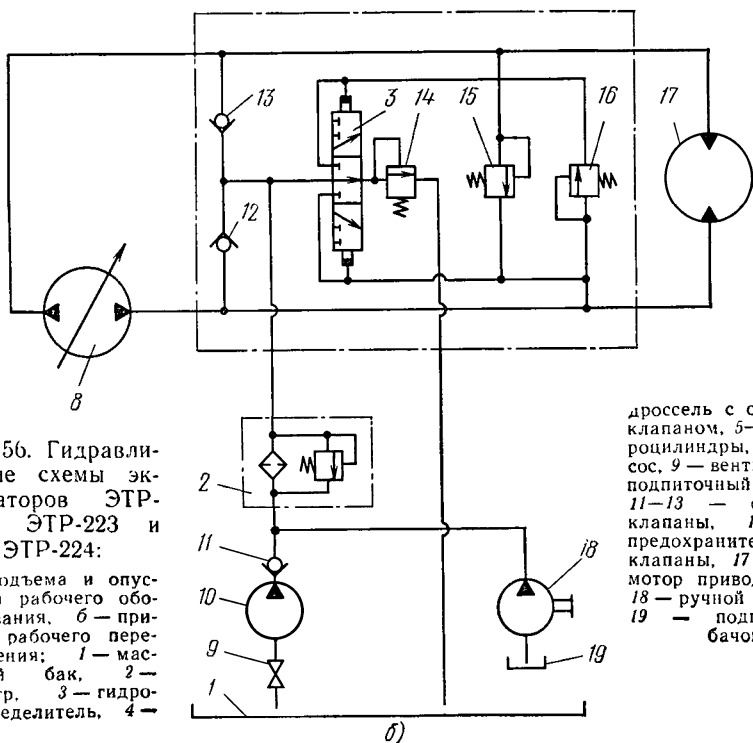 13
3
14
15
16
17
12
8
56. Гидравли-
ие схемы эк-
аторов ЭТР-
ЭТР-223 и
ЭТР-224:
одъема и опус-
рабочего обо-
вания, б — при-
рабочего пере-
ения; 1 — мас-
й бак, 2 —
тр, 3 — гидро-
еделитель, 4 —
2
11
10
9
1
18
19
б)
дроссель с о
клапаном, 5—
роцилиндры,
сос, 9 — вент
подпиточный
11—13 —
клапаны, 1
предохраните
клапаны, 17
мотор привод
18 — ручной
19 — подп
бачо